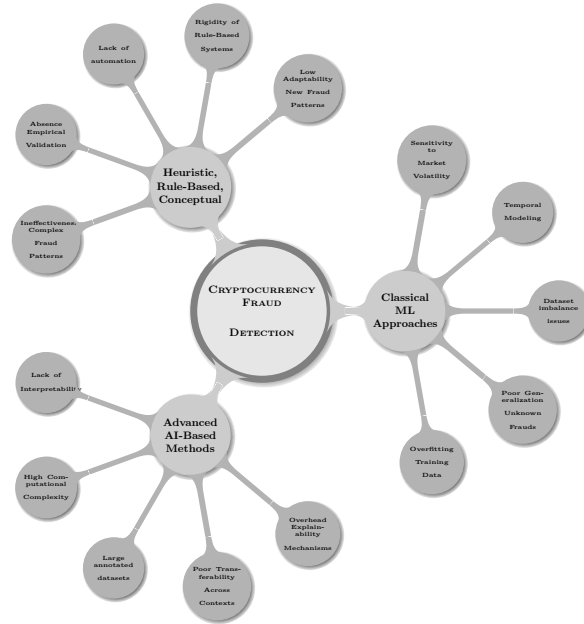 Rigidity of
Rule-Based
Systems
Lack of
automation
Low
Adaptability
New Fraud
Patterns
Absence
Empirical
Validation
Heuristic,
Rule-Based,
Conceptual
Ineffectivenes
Complex
Fraud
Patterns
Sensitivity
to
Market
Volatility
Temporal
Modeling
Cryptocurrency
Fraud
Detection
Classical
ML
Approaches
Dataset
imbalance
issues
Poor Gen-
eralization
Unknown
Frauds
Overfitting
Training
Data
Lack of
Interpretability
Advanced
AI-Based
Methods
High Com-
putational
Complexity
Large
annotated
datasets
Poor Trans-
ferability
Across
Contexts
Overhead
Explain-
ability
Mechanisms